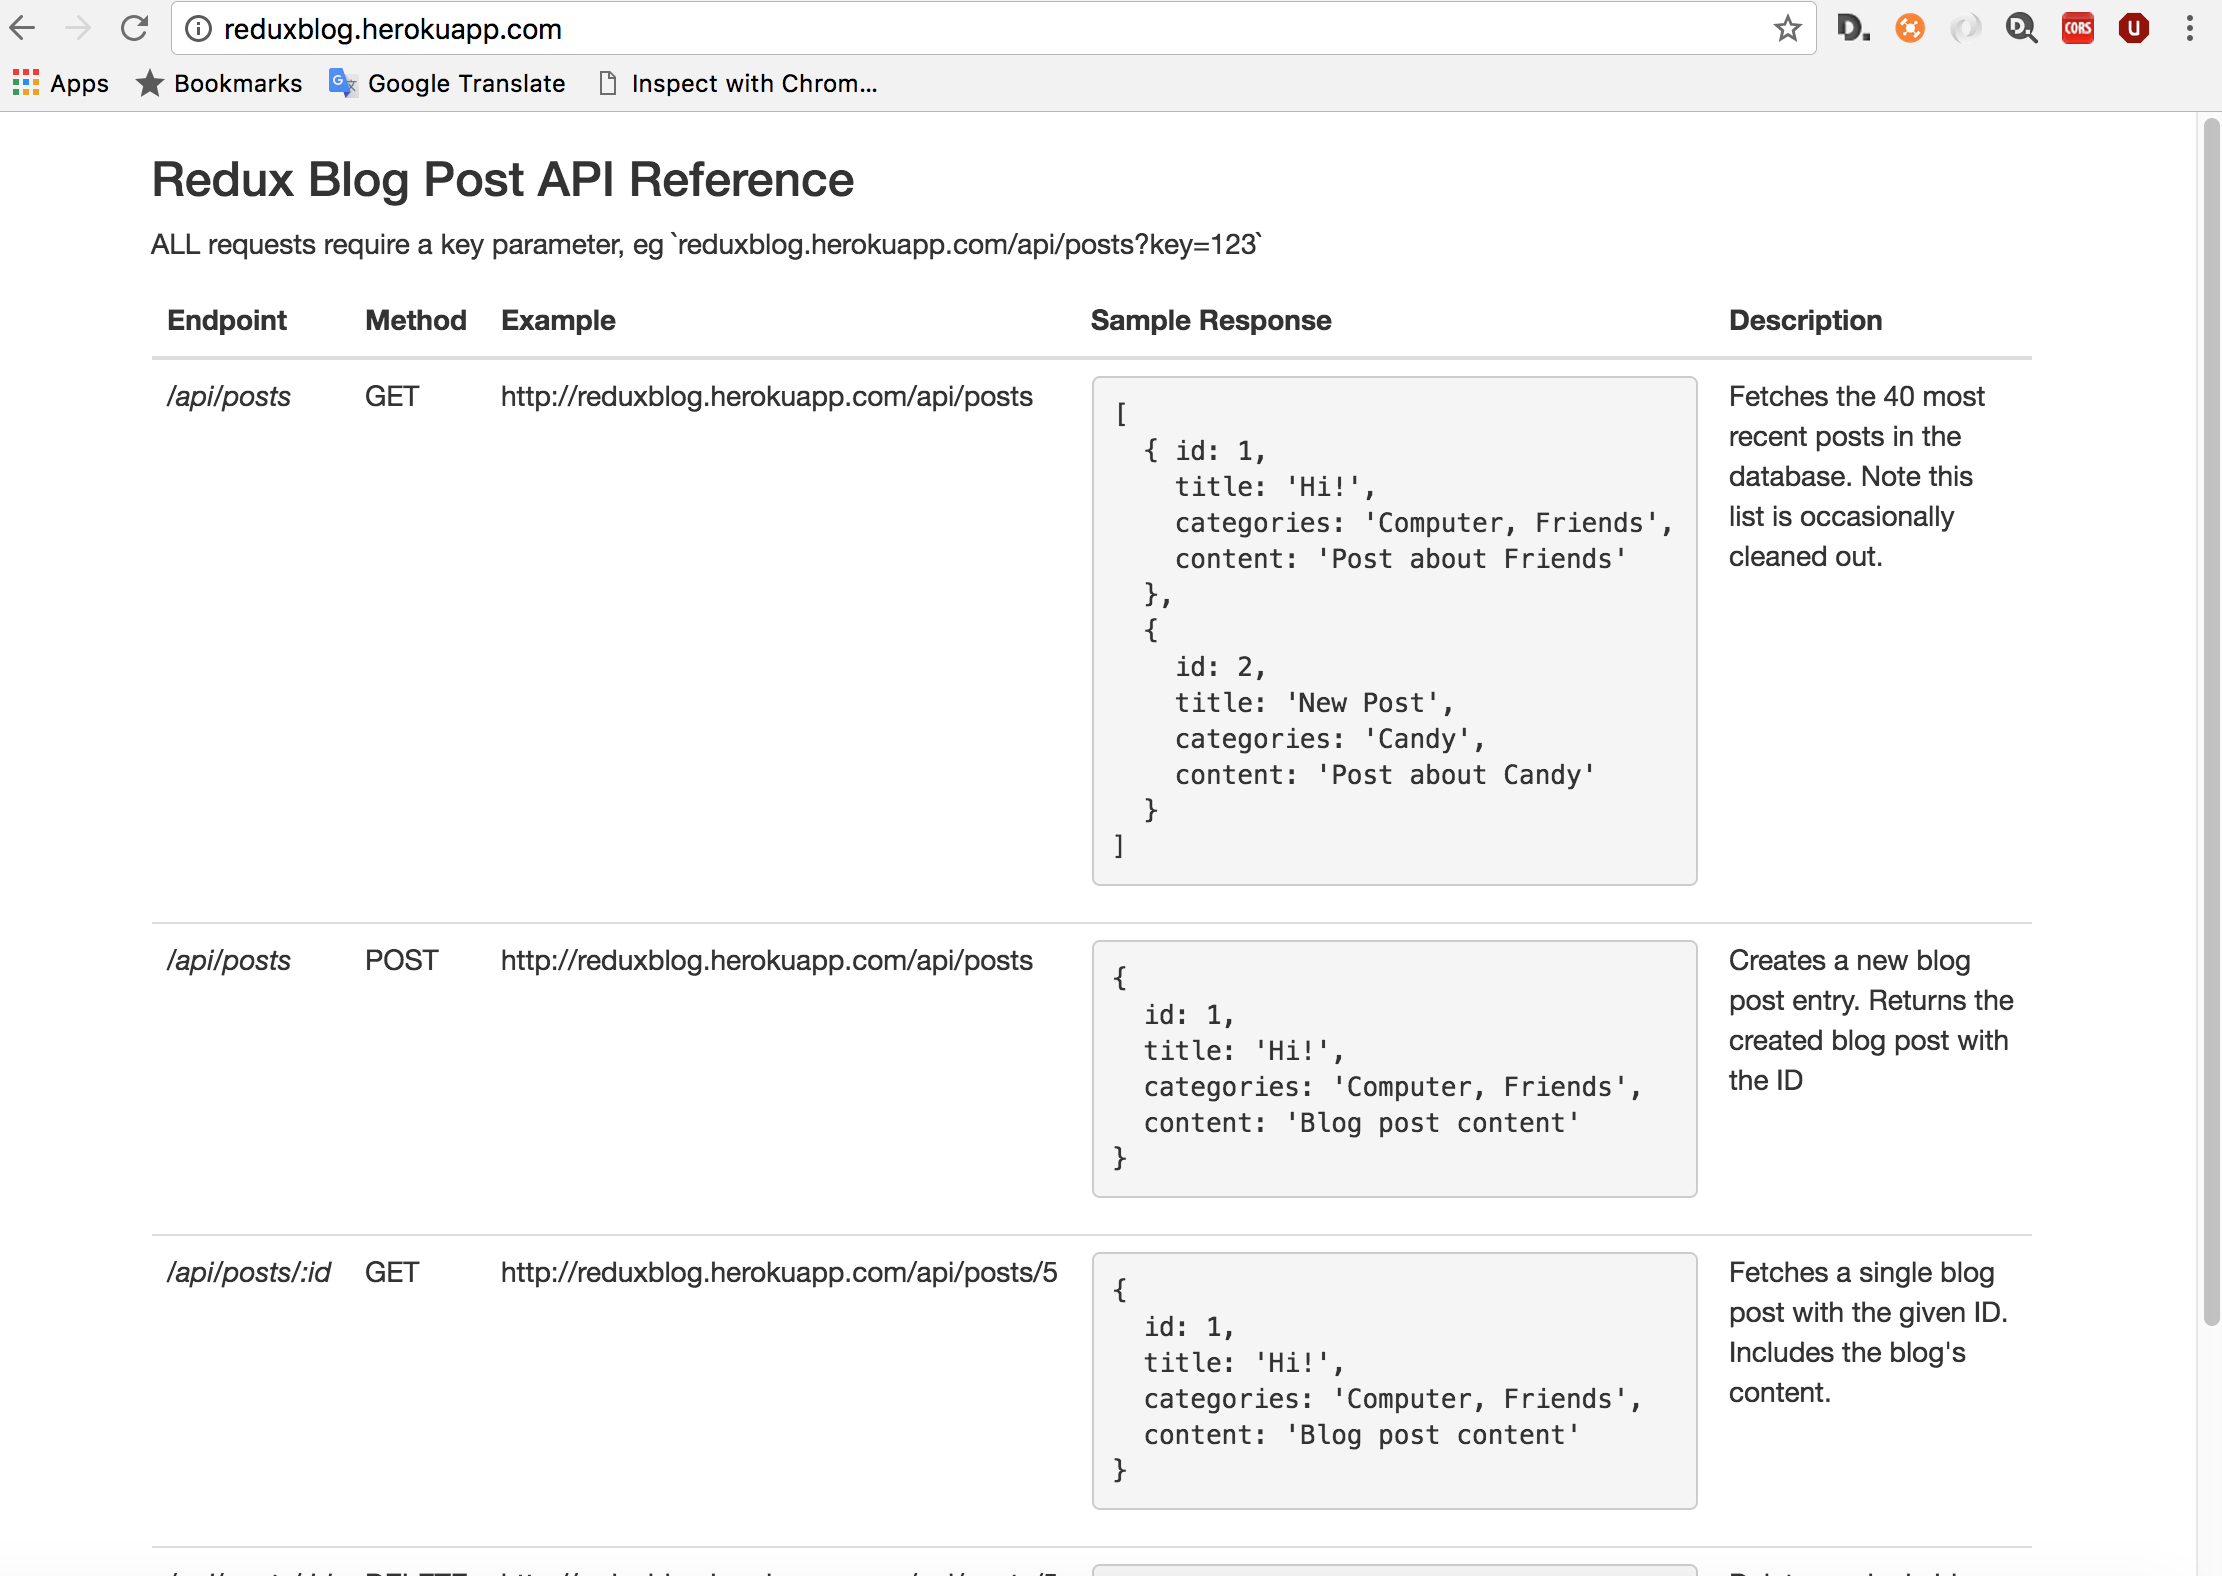 reduxblog.herokuapp.com
D.
CORS
Apps
Bookmarks
Google Translate
Inspect with Chrom...
Redux Blog Post API Reference
ALL requests require a key parameter, eg `reduxblog.herokuapp.com/api/posts?key=123`
Endpoint Method Example Sample Response Description
/api/posts GET http://reduxblog.herokuapp.com/api/posts
[
{ id: 1,
title: 'Hi!',
categories: 'Computer, Friends',
content: 'Post about Friends'
},
{
id: 2,
title: 'New Post',
categories: 'Candy',
content: 'Post about Candy'
}
]
Fetches the 40 most
recent posts in the
database. Note this
list is occasionally
cleaned out.
/api/posts POST http://reduxblog.herokuapp.com/api/posts
{
id: 1,
title: 'Hi!',
categories: 'Computer, Friends',
content: 'Blog post content'
}
Creates a new blog
post entry. Returns the
created blog post with
the ID
/api/posts/:id GET http://reduxblog.herokuapp.com/api/posts/5
{
id: 1,
title: 'Hi!',
categories: 'Computer, Friends',
content: 'Blog post content'
}
Fetches a single blog
post with the given ID.
Includes the blog's
content.